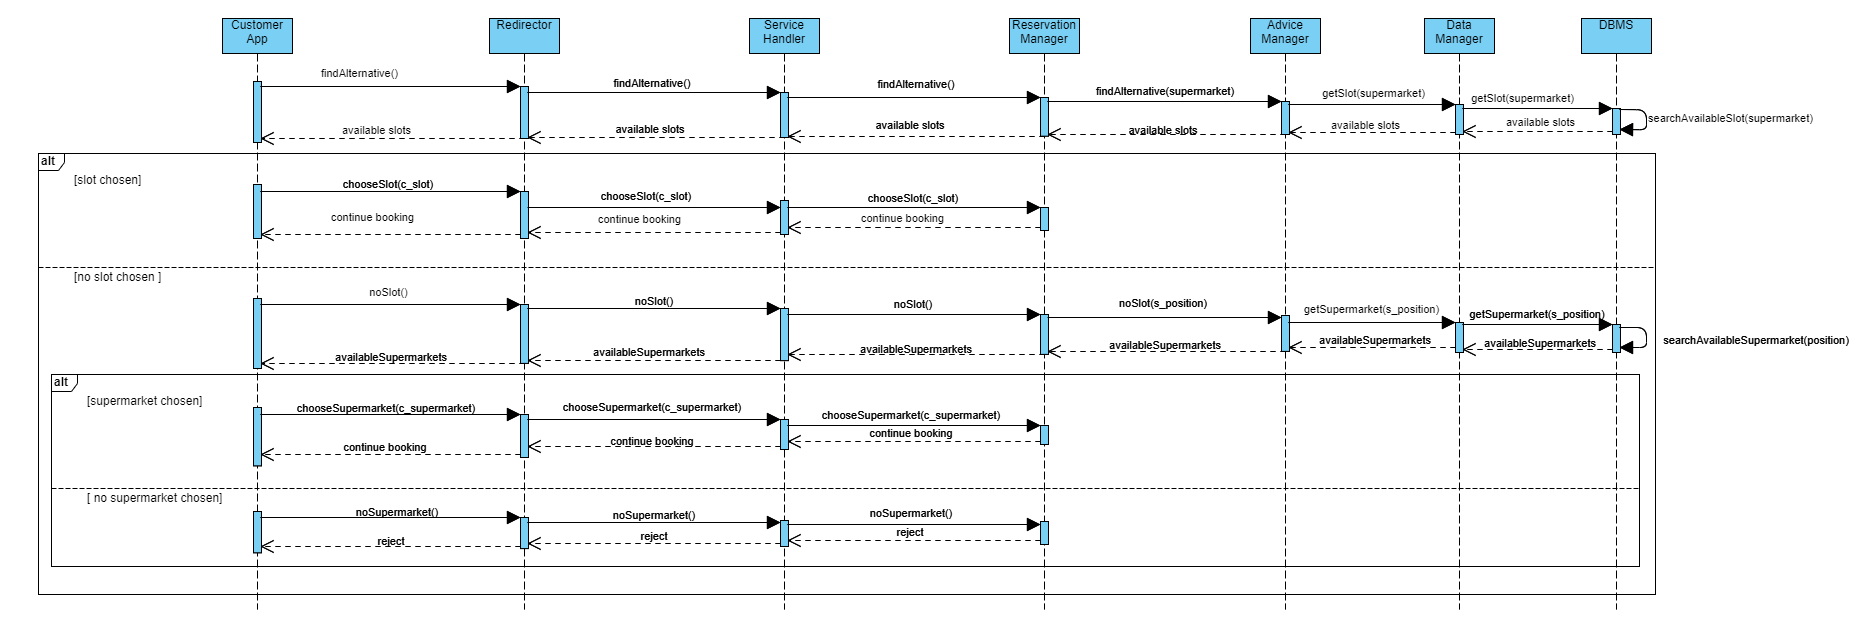 Customer
App
Redirector
Service
Handler
Reservation
Manager
Advice
Manager
Data
Manager
DBMS
findAlternative()
findAlternative()
findAlternative()
findAlternative(supermarket)
getSlot(supermarket)
getSlot(supermarket)
searchAvailableSlot(supermarket)
available slots
available slots
available slots
available slots
available slots
available slots
alt
[slot chosen]
chooseSlot(c_slot)
chooseSlot(c_slot)
chooseSlot(c_slot)
continue booking
continue booking
continue booking
[no slot chosen ]
noSlot()
noSlot()
noSlot()
noSlot(s_position)
getSupermarket(s_position)
getSupermarket(s_position)
searchAvailableSupermarket(position)
availableSupermarkets
availableSupermarkets
availableSupermarkets
availableSupermarkets
availableSupermarkets
availableSupermarkets
alt
[supermarket chosen]
chooseSupermarket(c_supermarket)
chooseSupermarket(c_supermarket)
chooseSupermarket(c_supermarket)
continue booking
continue booking
continue booking
[ no supermarket chosen]
noSupermarket()
noSupermarket()
noSupermarket()
reject
reject
reject